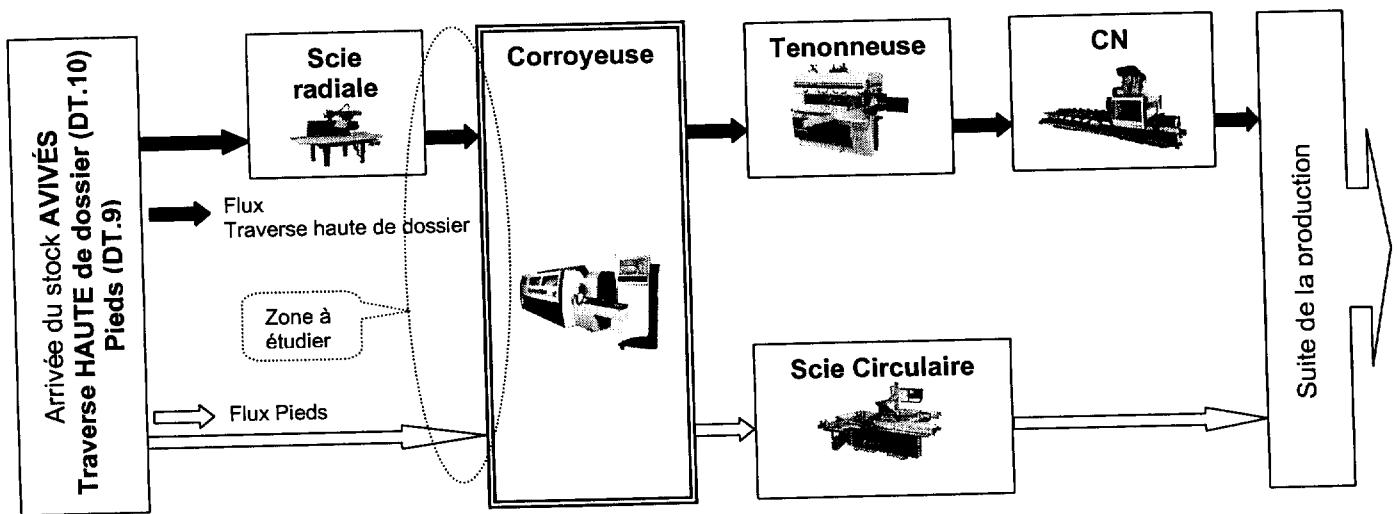 Arrivée du stock AVIVÉS
Traverse HAUTE de dossier (DT.10)
Pieds (DT.9)
Scie
radiale
Flux
Traverse haute de dossier
Zone à
étudier
Flux Pieds
Corroyeuse
Tenonneuse
CN
Scie Circulaire
Suite de la production